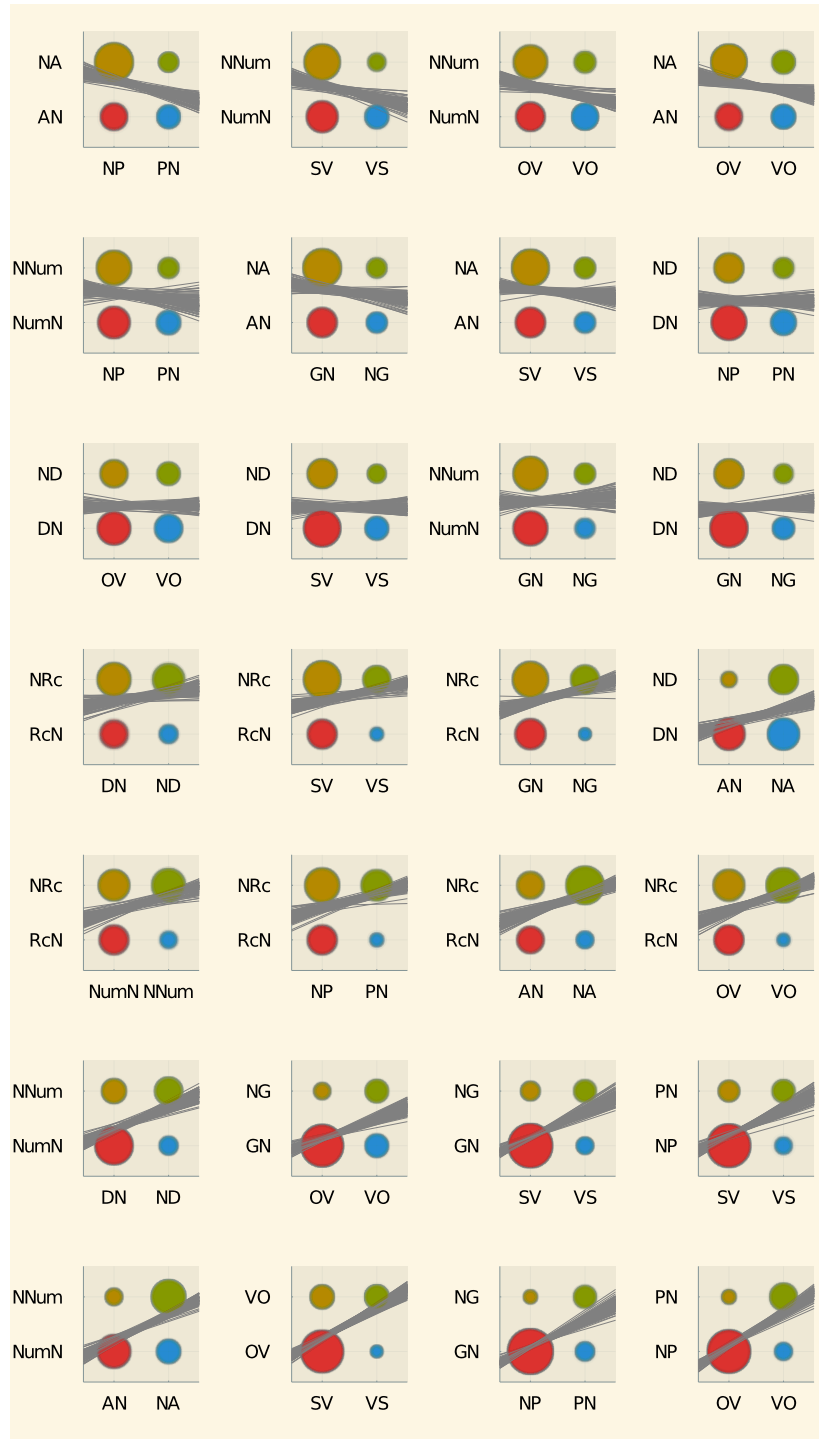 NA NNum NNum NA
AN NumN NumN AN
NP PN SV VS OV VO OV VO
NNum NA NA ND
NumN AN AN DN
NP PN GN NG SV VS NP PN
ND ND NNum ND
DN DN NumN DN
OV VO SV VS GN NG GN NG
NRc NRc NRc ND
RcN RcN RcN DN
DN ND SV VS GN NG AN NA
NRc NRc NRc NRc
RcN RcN RcN RcN
NumN NNum NP PN AN NA OV VO
NNum NG NG PN
NumN GN GN NP
DN ND OV VO SV VS SV VS
NNum VO NG PN
NumN OV GN NP
AN NA SV VS NP PN OV VO